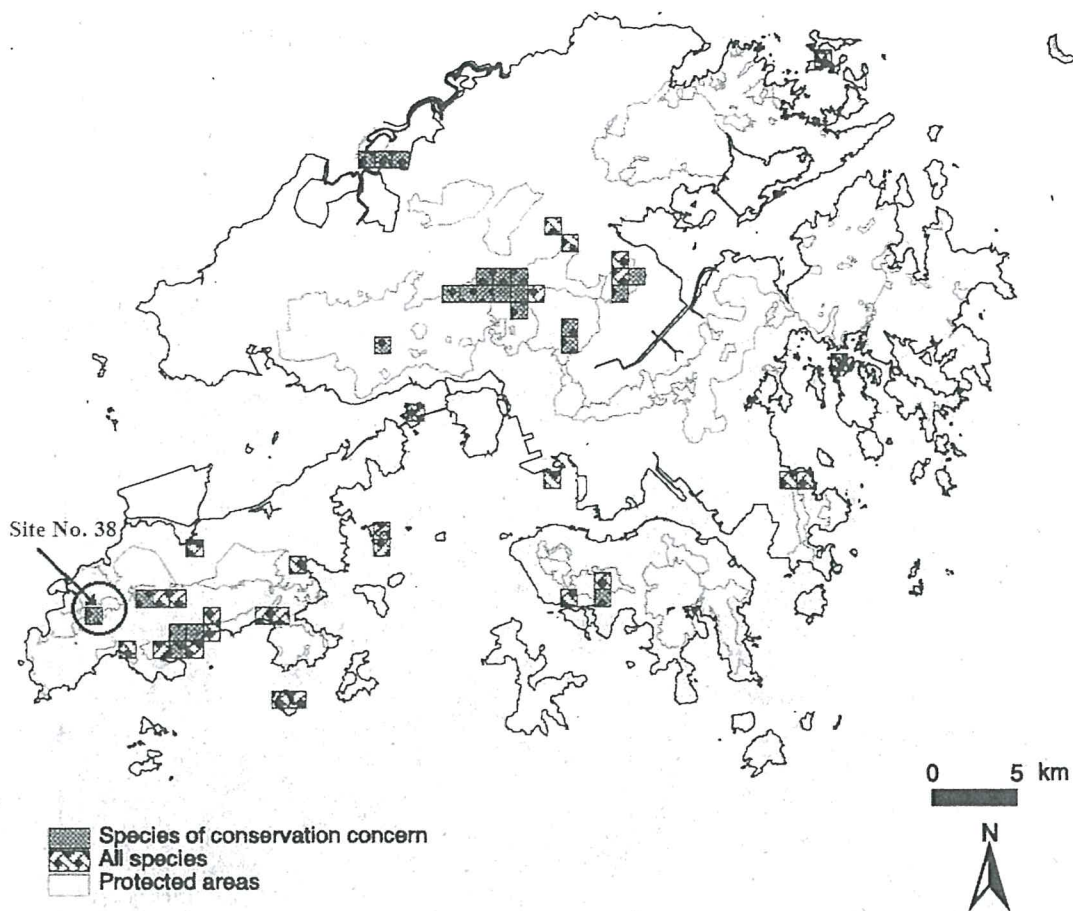 Site No. 38
0 5 km
N
Species of conservation concern
All species
Protected areas